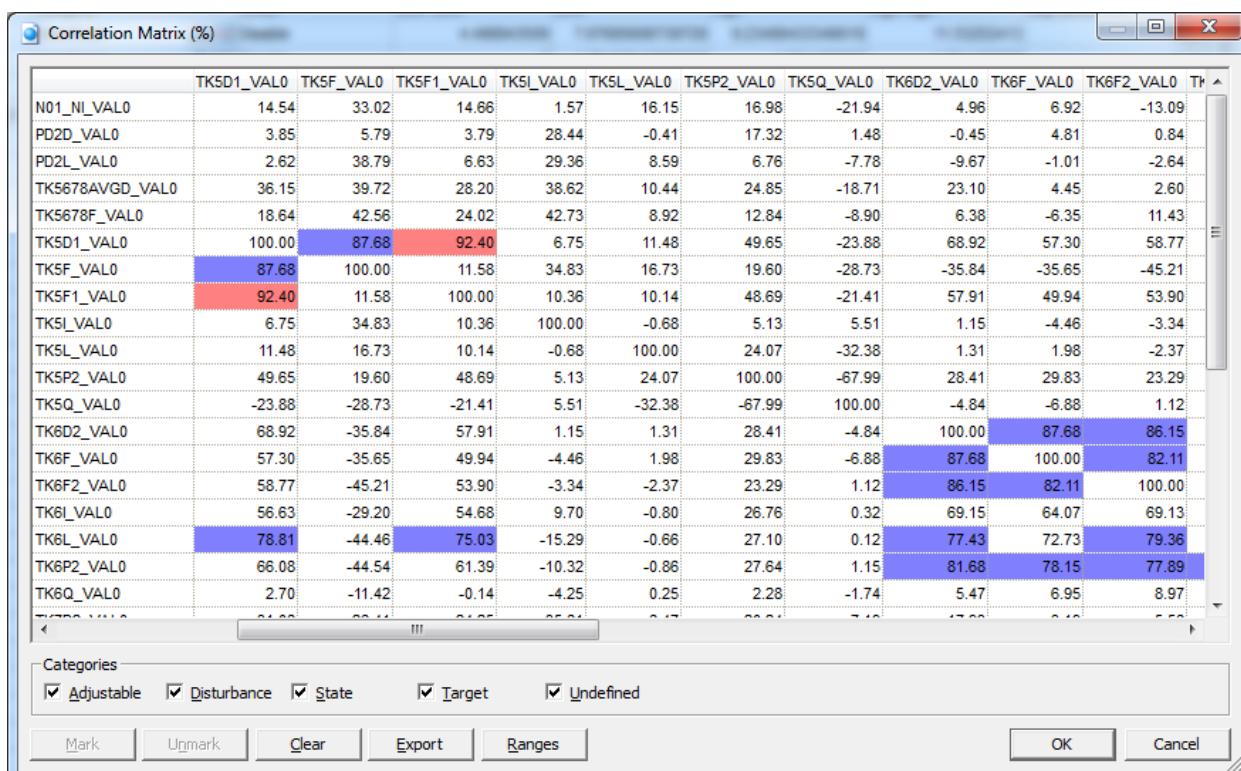 Correlation Matrix (%)
TK5D1_VAL0 TK5F_VAL0 TK5F1_VAL0 TK5I_VAL0 TK5L_VAL0 TK5P2_VAL0 TK5Q_VAL0 TK6D2_VAL0 TK6F_VAL0 TK6F2_VAL0
N01_NI_VAL0 14.54 33.02 14.66 1.57 16.15 16.98 -21.94 4.96 6.92 -13.09
PD2D_VAL0 3.85 5.79 3.79 28.44 -0.41 17.32 1.48 -0.45 4.81 0.84
PD2L_VAL0 2.62 38.79 6.63 29.36 8.59 6.76 -7.78 -9.67 -1.01 -2.64
TK5678AVGD_VAL0 36.15 39.72 28.20 38.62 10.44 24.85 -18.71 23.10 4.45 2.60
TK5678F_VAL0 18.64 42.56 24.02 42.73 8.92 12.84 -8.90 6.38 -6.35 11.43
TK5D1_VAL0 100.00 87.68 92.40 6.75 11.48 49.65 -23.88 68.92 57.30 58.77
TK5F_VAL0 87.68 100.00 11.58 34.83 16.73 19.60 -28.73 -35.84 -35.65 -45.21
TK5F1_VAL0 92.40 11.58 100.00 10.36 10.14 48.69 -21.41 57.91 49.94 53.90
TK5I_VAL0 6.75 34.83 10.36 100.00 -0.68 5.13 5.51 1.15 -4.46 -3.34
TK5L_VAL0 11.48 16.73 10.14 -0.68 100.00 24.07 -32.38 1.31 1.98 -2.37
TK5P2_VAL0 49.65 19.60 48.69 5.13 24.07 100.00 -67.99 28.41 29.83 23.29
TK5Q_VAL0 -23.88 -28.73 -21.41 5.51 -32.38 -67.99 100.00 -4.84 -6.88 1.12
TK6D2_VAL0 68.92 -35.84 57.91 1.15 1.31 28.41 -4.84 100.00 87.68 86.15
TK6F_VAL0 57.30 -35.65 49.94 -4.46 1.98 29.83 -6.88 87.68 100.00 82.11
TK6F2_VAL0 58.77 -45.21 53.90 -3.34 -2.37 23.29 1.12 86.15 82.11 100.00
TK6I_VAL0 56.63 -29.20 54.68 9.70 -0.80 26.76 0.32 69.15 64.07 69.13
TK6L_VAL0 78.81 -44.46 75.03 -15.29 -0.66 27.10 0.12 77.43 72.73 79.36
TK6P2_VAL0 66.08 -44.54 61.39 -10.32 -0.86 27.64 1.15 81.68 78.15 77.89
TK6Q_VAL0 2.70 -11.42 -0.14 -4.25 0.25 2.28 -1.74 5.47 6.95 8.97
Categories
Adjustable Disturbance State Target Undefined
Mark Unmark Clear Export Ranges OK Cancel